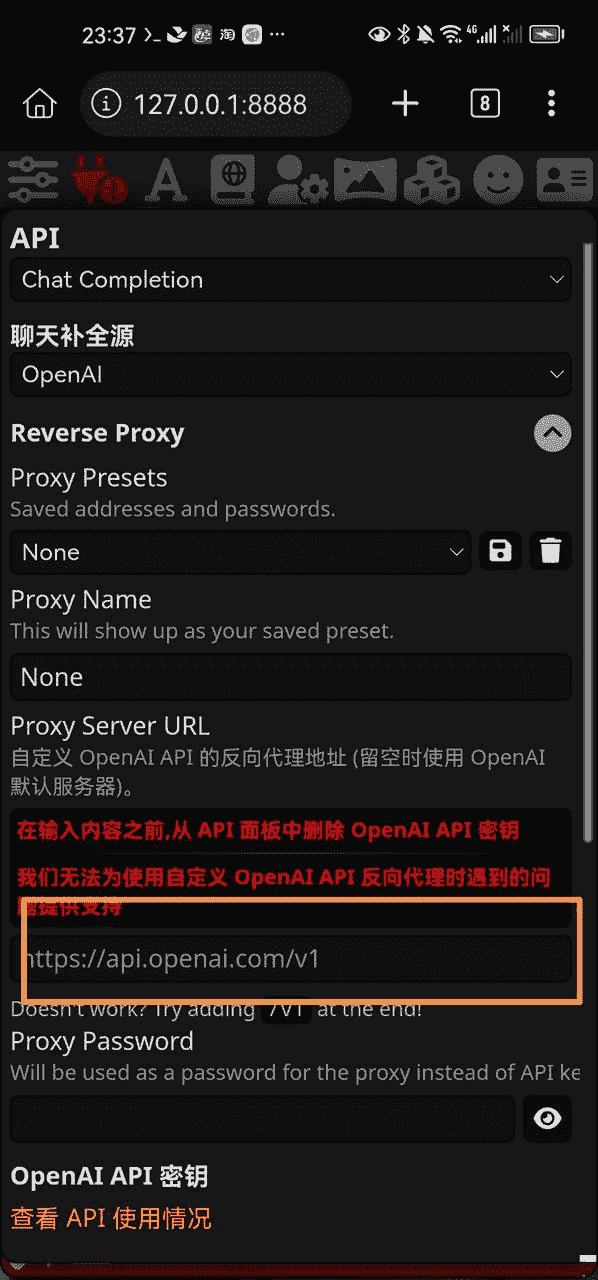 23:37
4G
127.0.0.1:8888
8
API
Chat Completion
聊天补全源
OpenAI
Reverse Proxy
Proxy Presets
Saved addresses and passwords.
None
Proxy Name
This will show up as your saved preset.
None
Proxy Server URL
自定义 OpenAI API 的反向代理地址 (留空时使用 OpenAI
默认服务器)。
在输入内容之前,从 API 面板中删除 OpenAI API 密钥
我们无法为使用自定义 OpenAI API 反向代理时遇到的问
题提供支持
https://api.openai.com/v1
Doesn't work? Try adding /v1 at the end!
Proxy Password
Will be used as a password for the proxy instead of API ke
OpenAI API 密钥
查看 API 使用情况